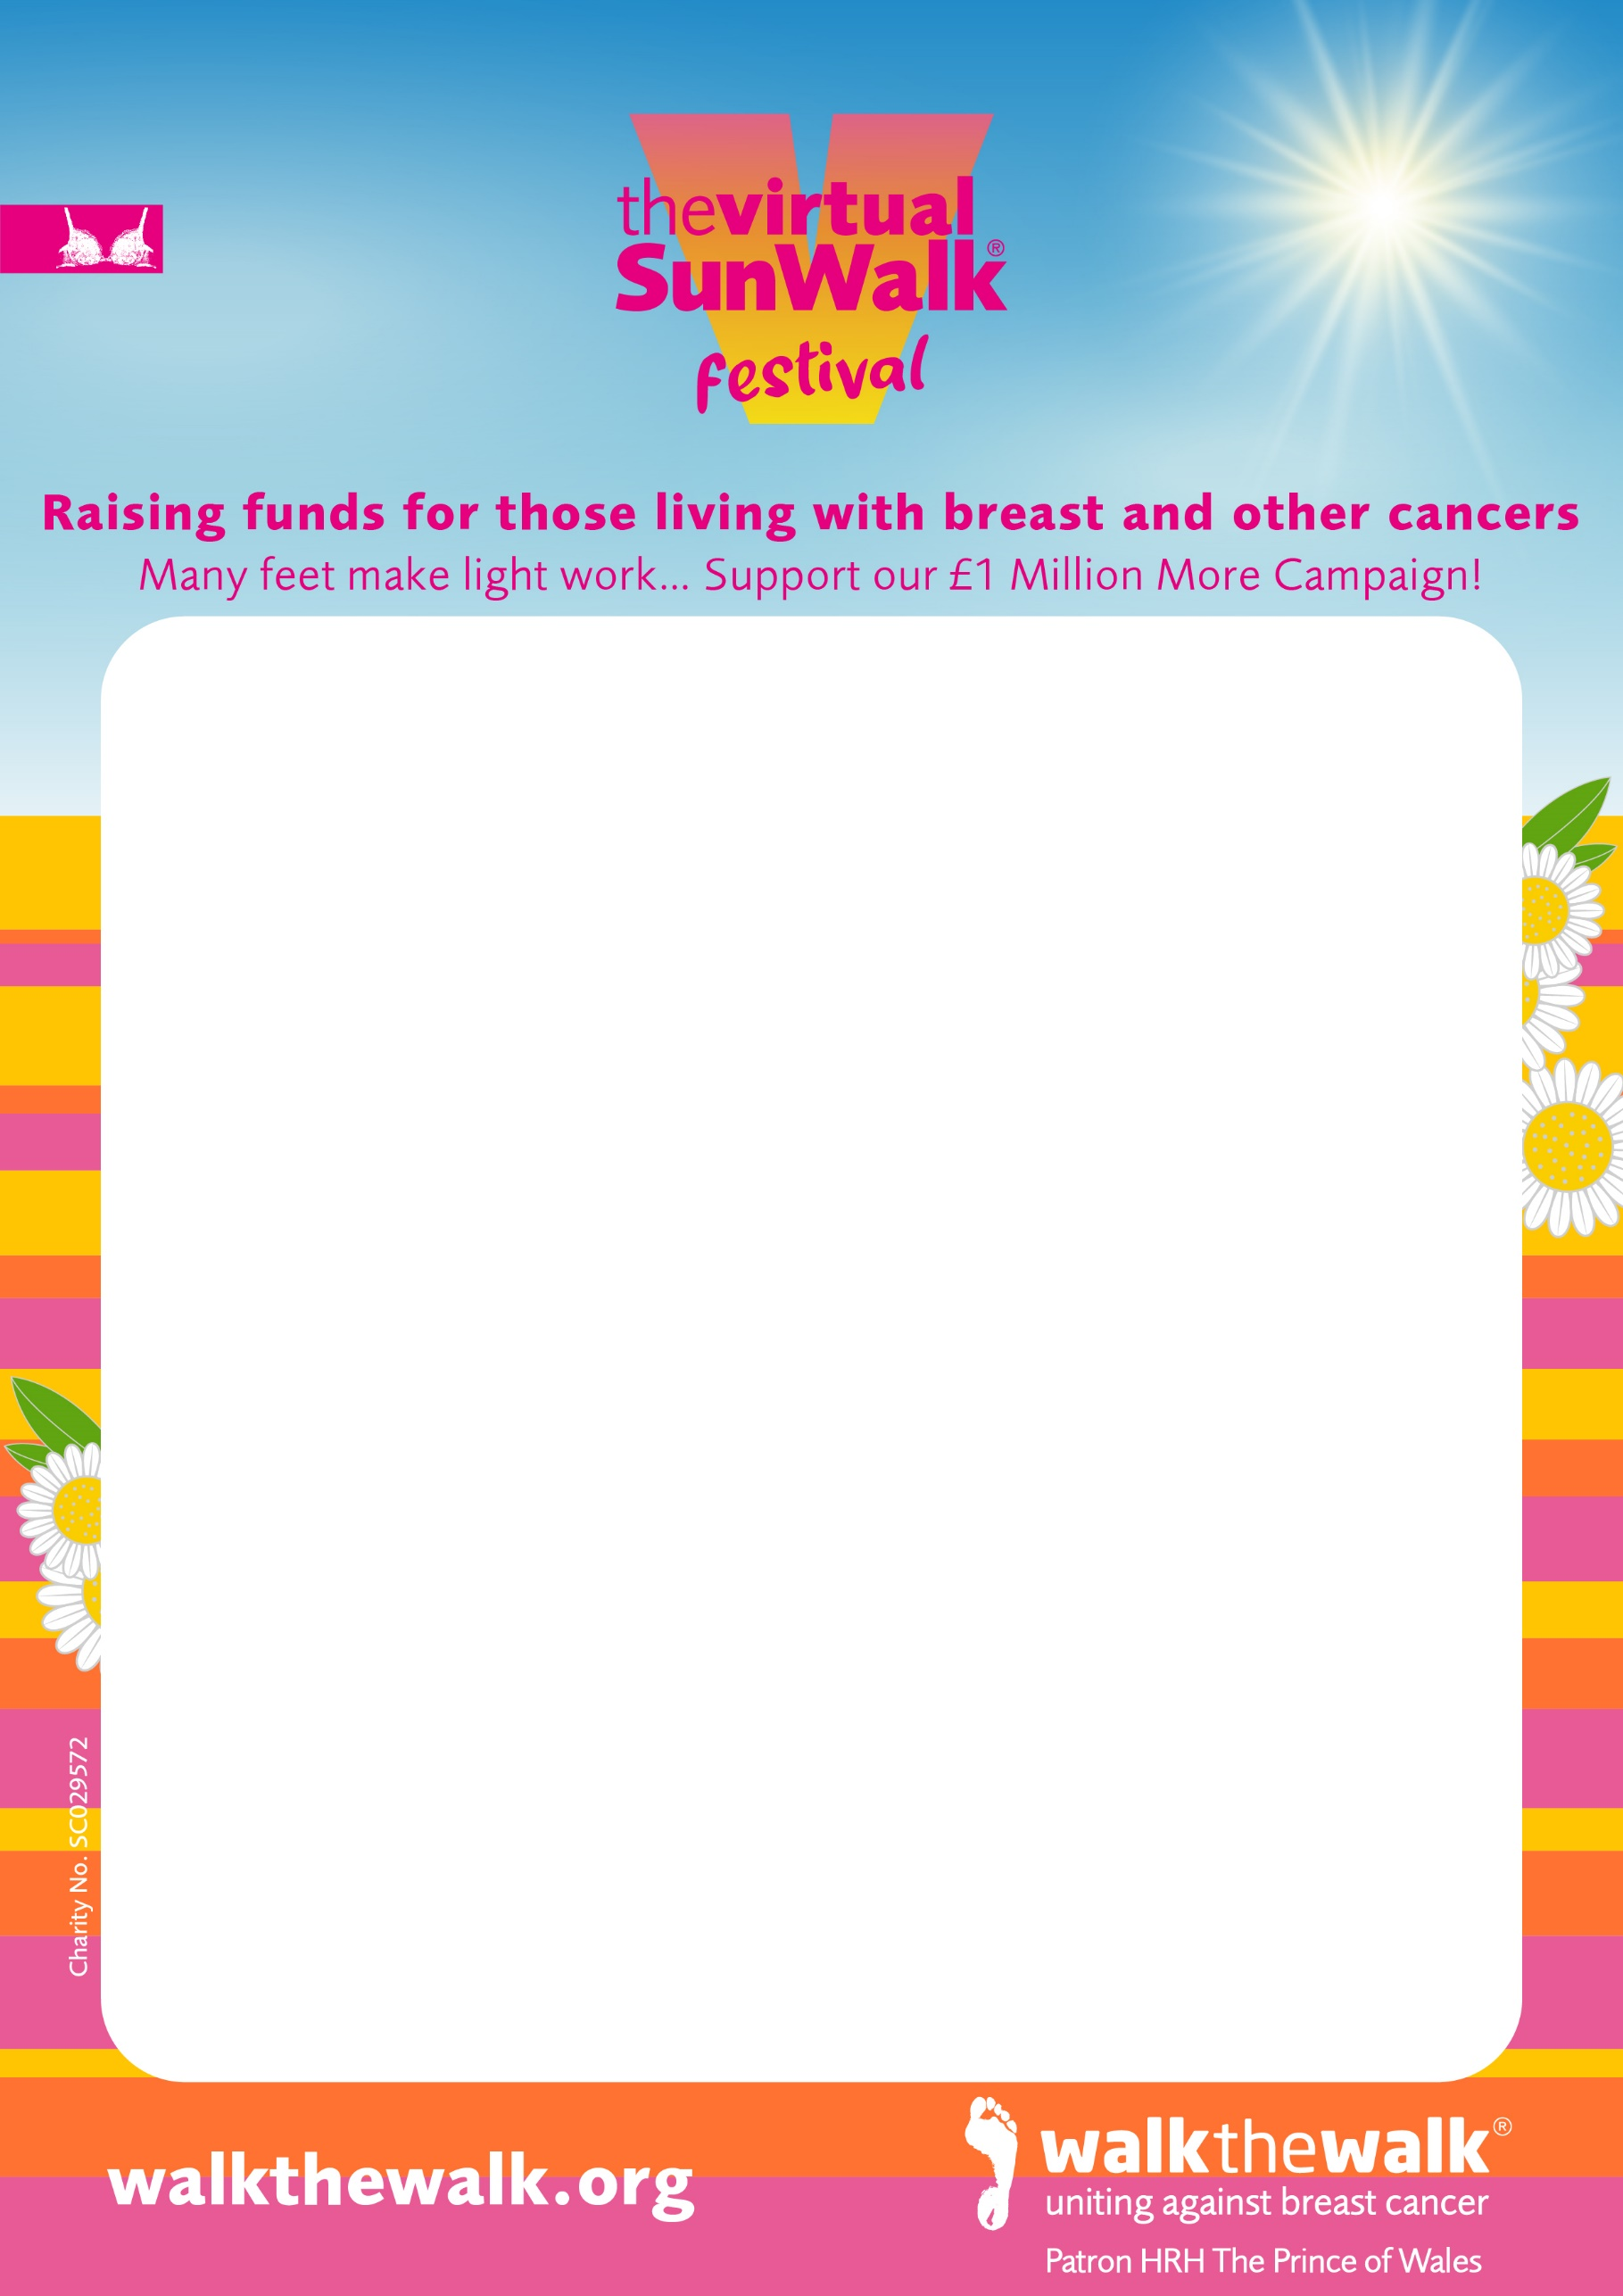 thevirtual
SunWalk®
festival
Raising funds for those living with breast and other cancers
Many feet make light work... Support our £1 Million More Campaign!
Charity No. SC029572
walkthewalk.org
walkthewalk®
uniting against breast cancer
Patron HRH The Prince of Wales